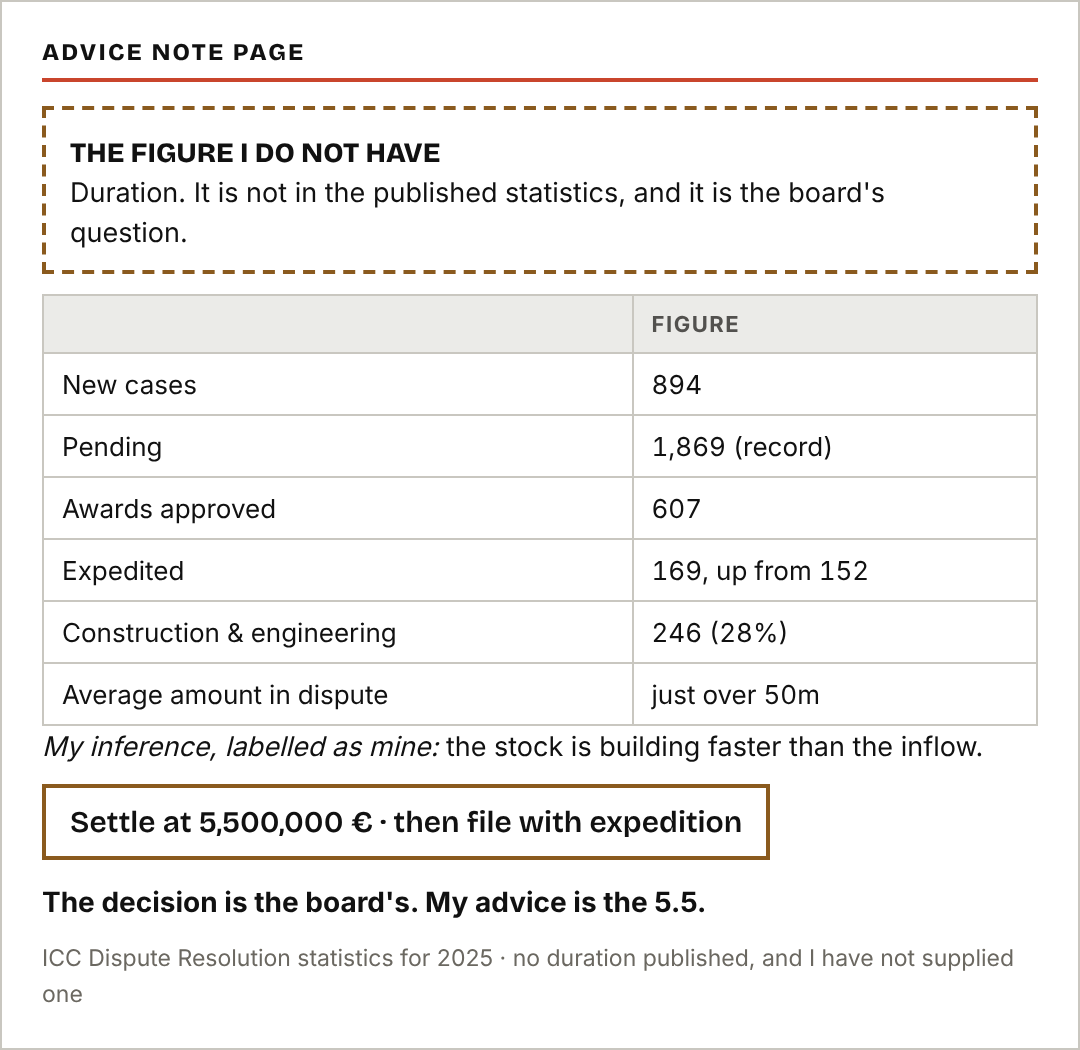 ADVICE NOTE PAGE
THE FIGURE I DO NOT HAVE
Duration. It is not in the published statistics, and it is the board's
question.
FIGURE
New cases 894
Pending 1,869 (record)
Awards approved 607
Expedited 169, up from 152
Construction & engineering 246 (28%)
Average amount in dispute just over 50m
My inference, labelled as mine: the stock is building faster than the inflow.
Settle at 5,500,000 € · then file with expedition
The decision is the board's. My advice is the 5.5.
ICC Dispute Resolution statistics for 2025 · no duration published, and I have not supplied
one